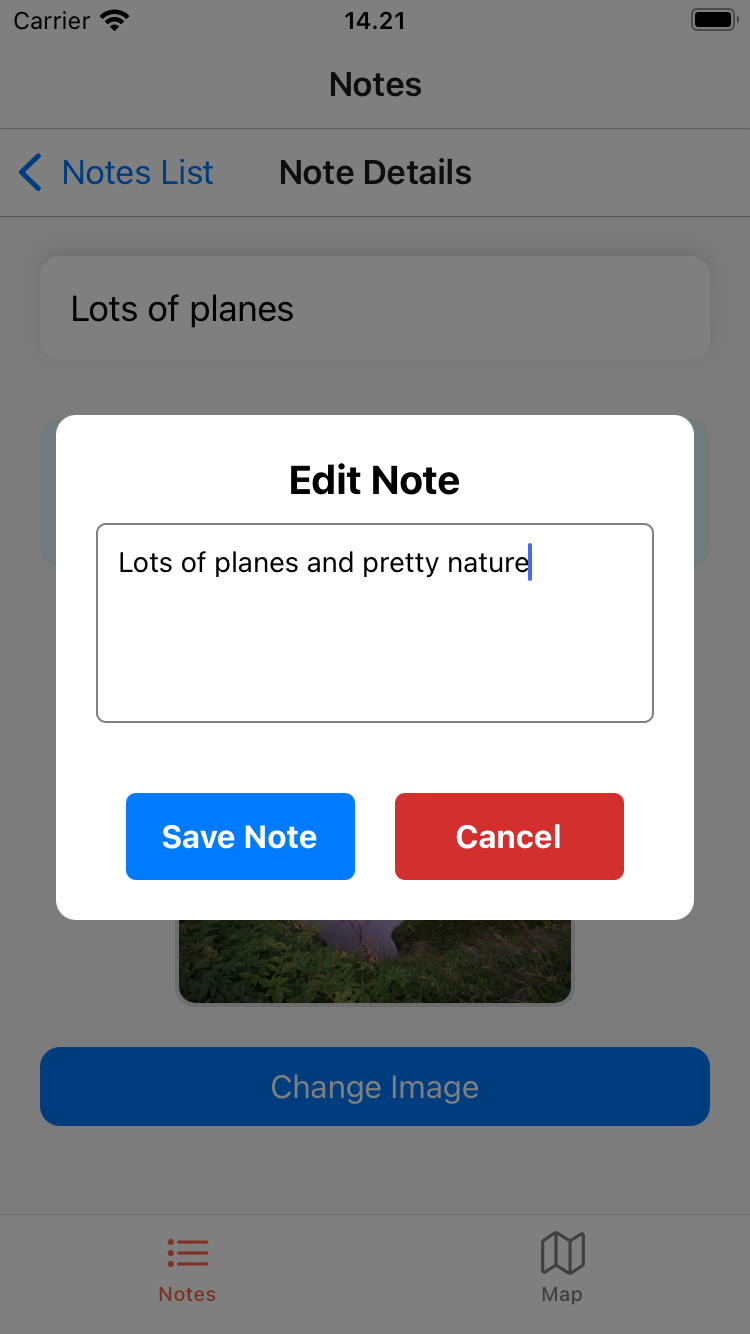 Carrier 14.21
Notes
Notes List Note Details
Lots of planes
Edit Note
Lots of planes and pretty nature
Save Note Cancel
Change Image
Notes Map